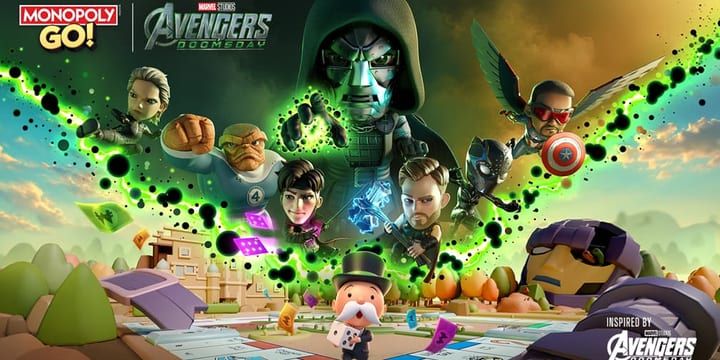 MONOPOLY
GO!
MARVEL STUDIOS
AVENGERS
DOOMSDAY
4
INSPIRED BY
MARVEL STUDIOS
AVENGERS
DOOMSDAY